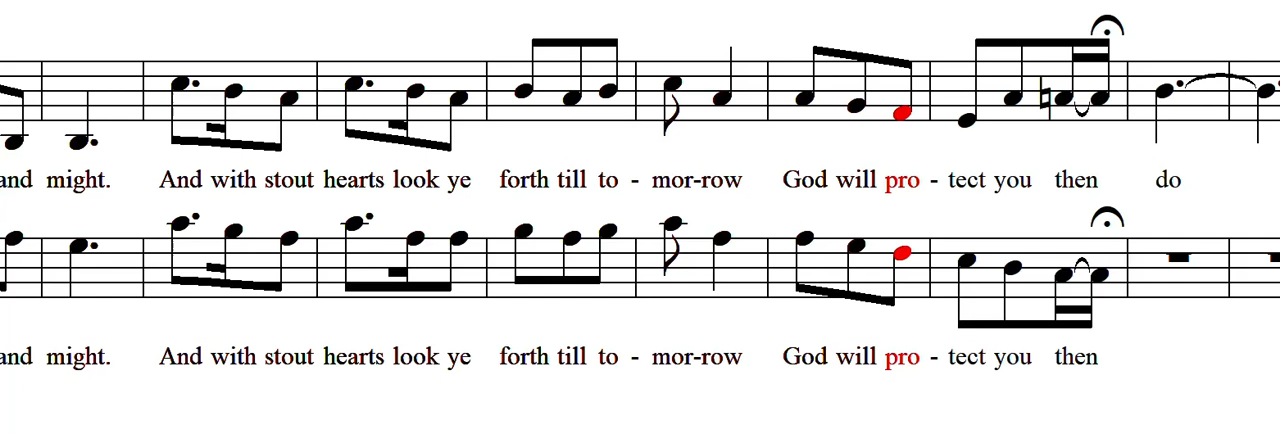 and might. And with stout hearts look ye forth till to - mor-row God will pro - tect you then do
and might. And with stout hearts look ye forth till to - mor-row God will pro - tect you then